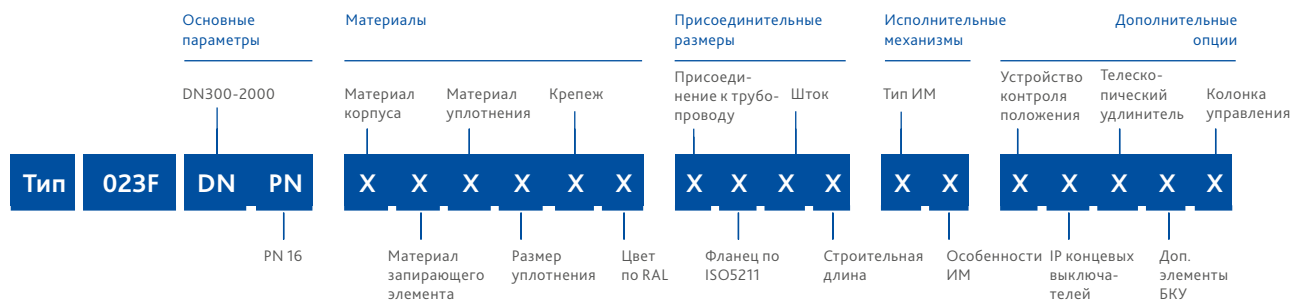 Основные
параметры
Материалы
Присоединительные
размеры
Исполнительные
механизмы
Дополнительные
опции
DN300-2000
Материал
корпуса
Материал
уплотнения
Крепеж
Присоеди-
нение к трубо-
проводу
Шток
Тип ИМ
Устройство
контроля
положения
Телеско-
пический
удлинитель
Колонка
управления
Тип 023F DN PN X X X X X X X X X X X X X X X X X
PN 16
Материал
запирающего
элемента
Размер
уплотнения
Цвет
по RAL
Фланец по
ISO5211
Строительная
длина
Особенности
ИМ
IP концевых
выключа-
телей
Доп.
элементы
БКУ